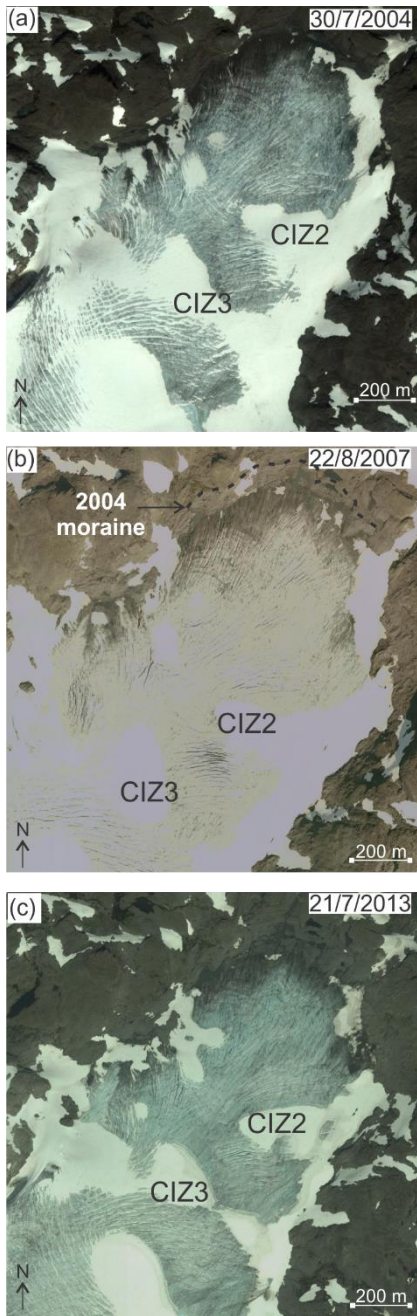 (a)
30/7/2004
CIZ2
CIZ3
N
200 m
(b)
22/8/2007
2004
moraine
CIZ2
CIZ3
N
200 m
(c)
21/7/2013
CIZ2
CIZ3
N
200 m